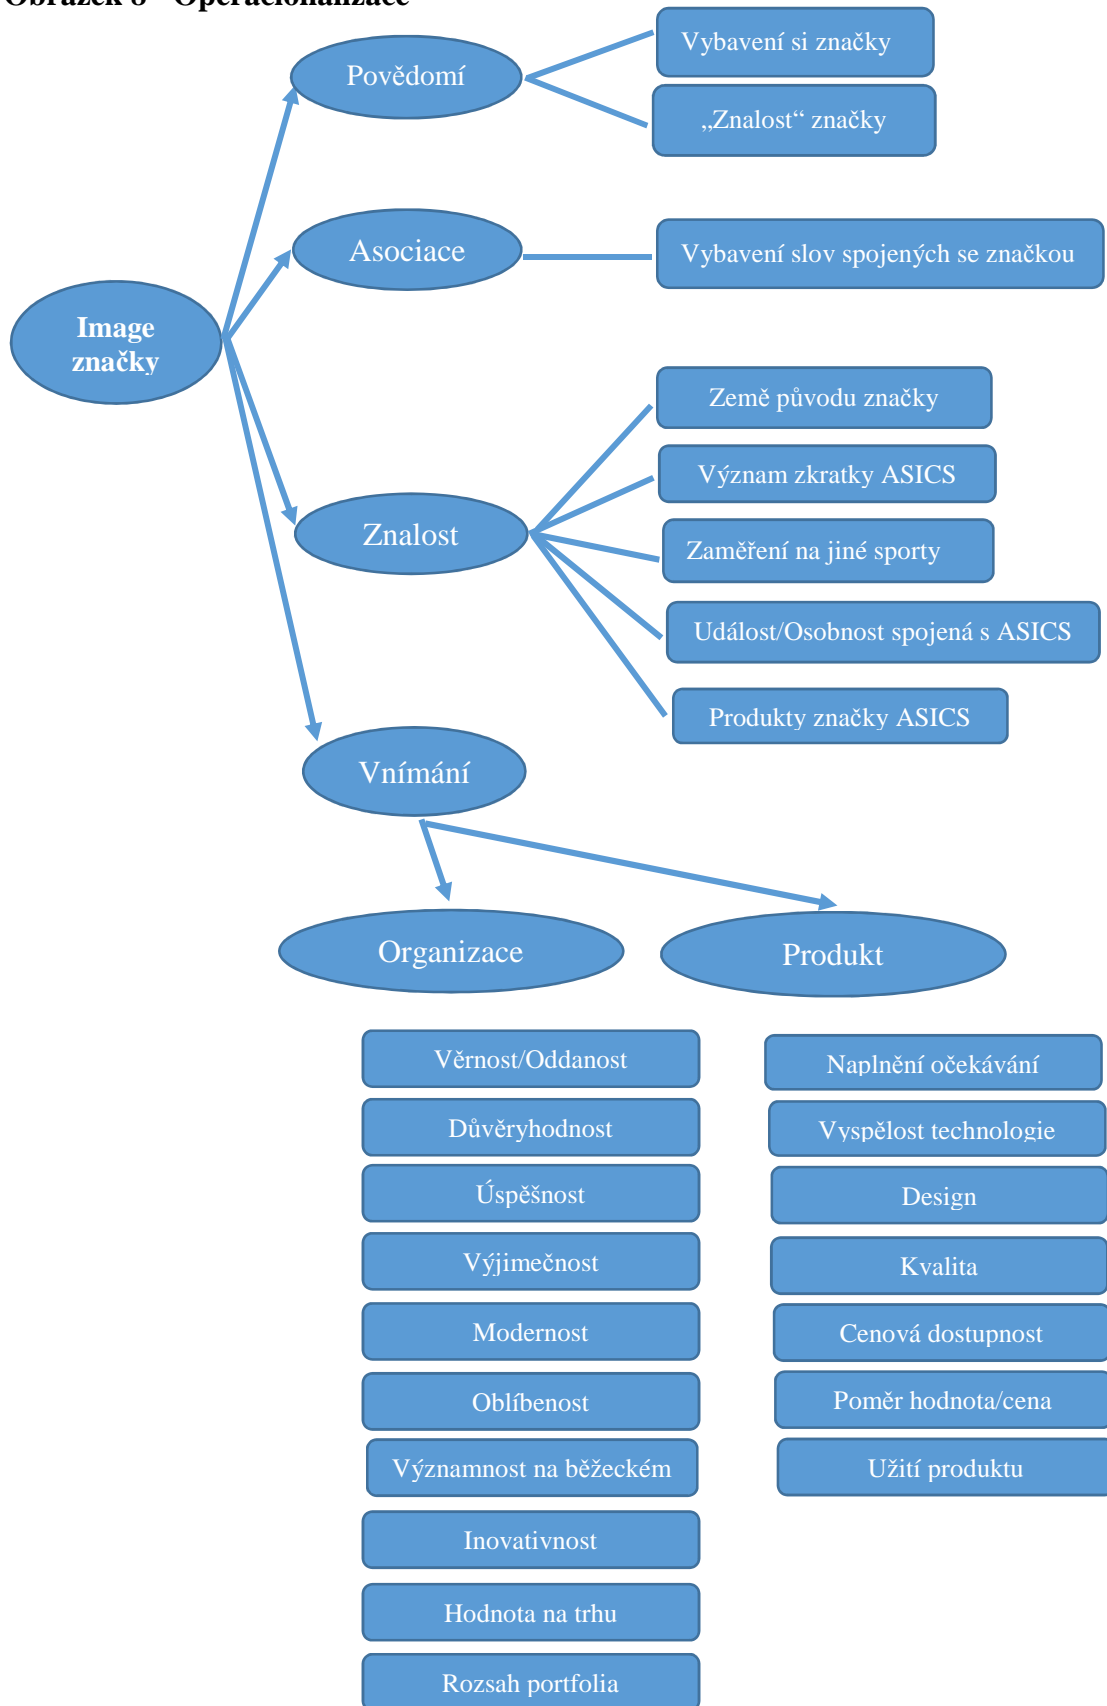 Obrázek 8 - Operacionalizace
Povědomí
Vybavení si značky
„Znalost“ značky
Asociace
Vybavení slov spojených se značkou
Image
značky
Znalost
Země původu značky
Význam zkratky ASICS
Zaměření na jiné sporty
Událost/Osobnost spojená s ASICS
Produkty značky ASICS
Vnímání
Organizace
Produkt
Věrnost/Oddanost
Důvěryhodnost
Úspěšnost
Výjimečnost
Modernost
Oblíbenost
Významnost na běžeckém
Inovativnost
Hodnota na trhu
Rozsah portfolia
Naplnění očekávání
Vyspělost technologie
Design
Kvalita
Cenová dostupnost
Poměr hodnota/cena
Užití produktu